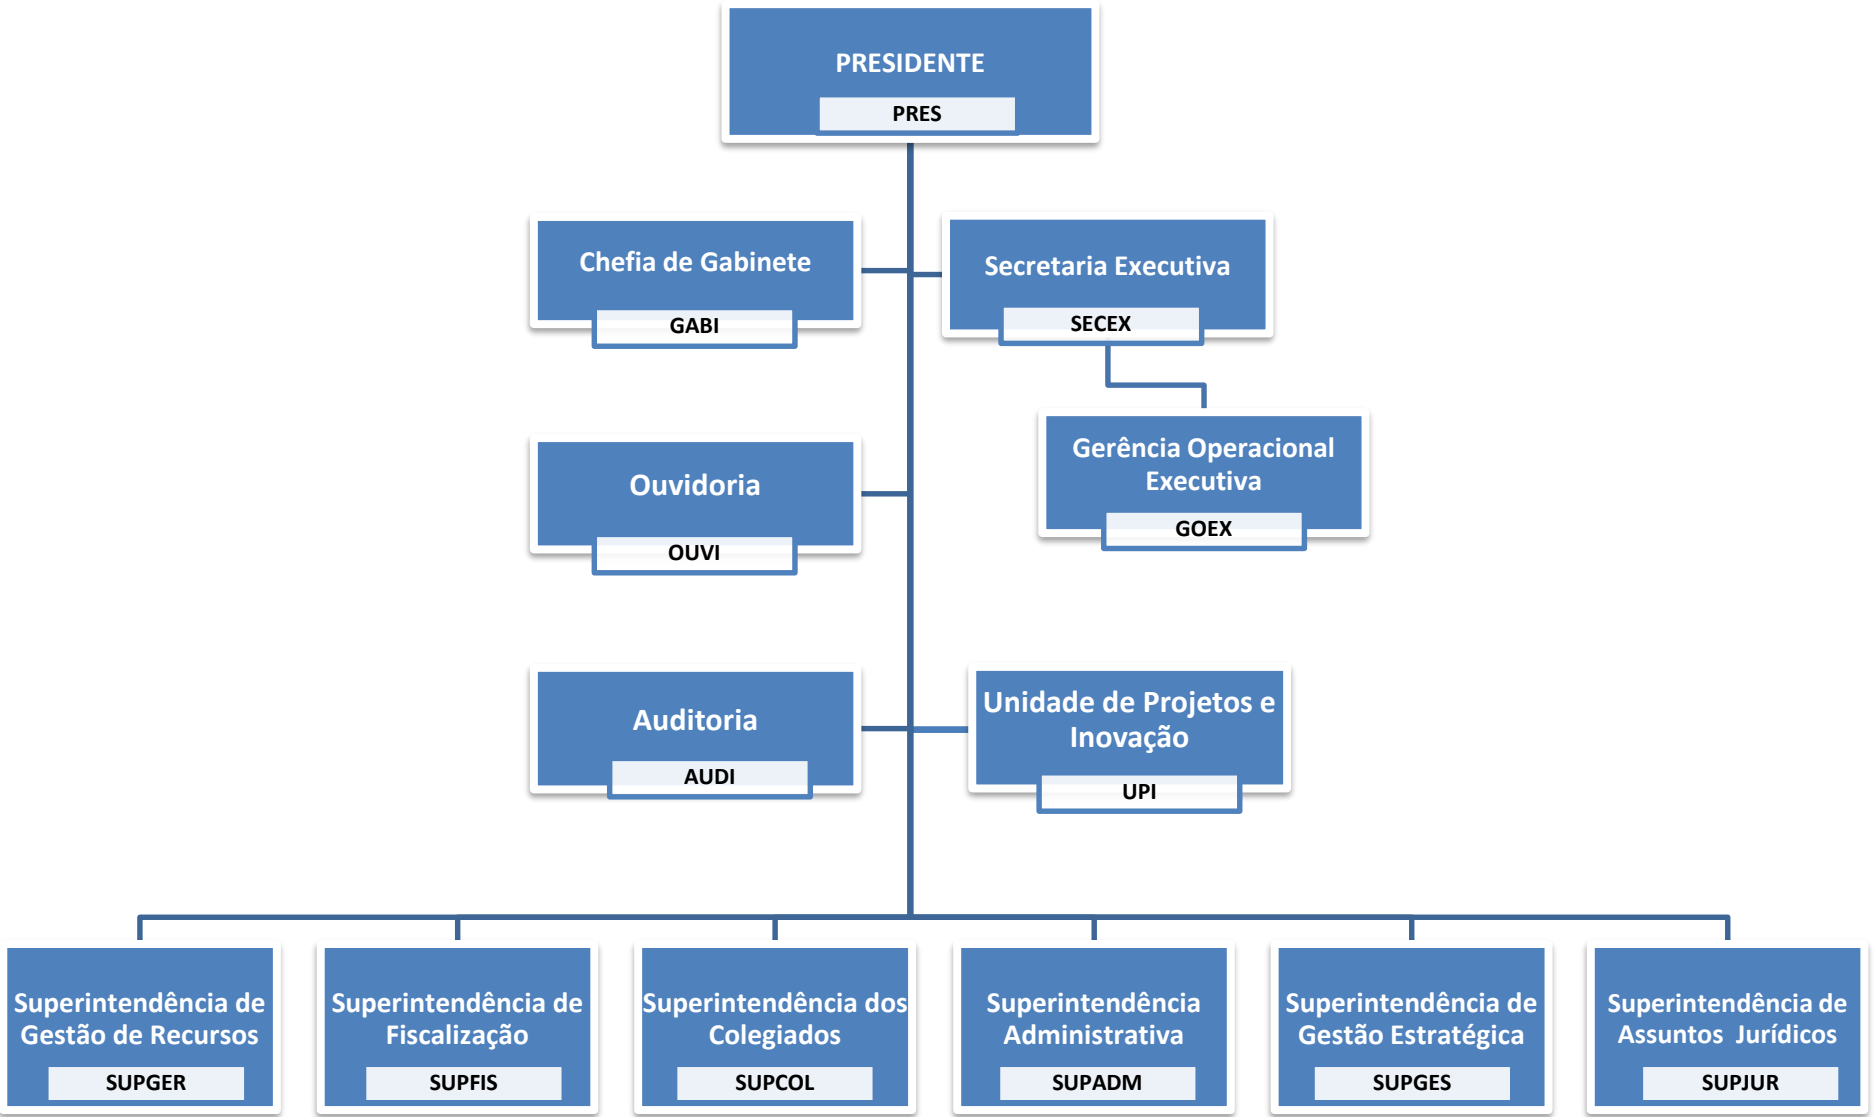 PRESIDENTE
PRES
Chefia de Gabinete
GABI
Secretaria Executiva
SECEX
Gerência Operacional
Executiva
GOEX
Ouvidoria
OUVI
Auditoria
AUDI
Unidade de Projetos e
Inovação
UPI
Superintendência de
Gestão de Recursos
SUPGER
Superintendência de
Fiscalização
SUPFIS
Superintendência dos
Colegiados
SUPCOL
Superintendência
Administrativa
SUPADM
Superintendência de
Gestão Estratégica
SUPGES
Superintendência de
Assuntos  Jurídicos
SUPJUR